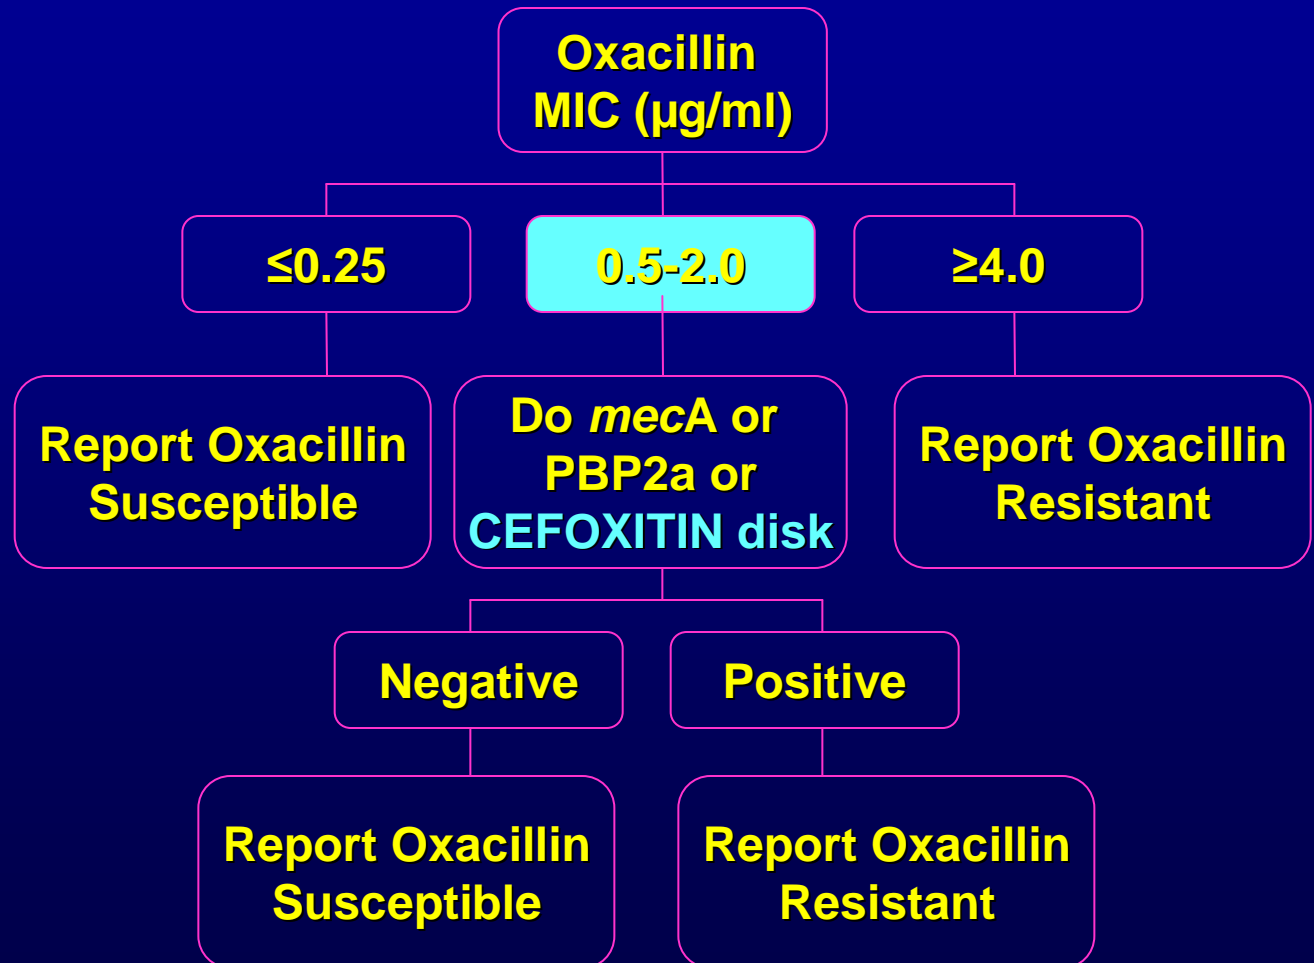 Oxacillin
MIC (µg/ml)
≤0.25
0.5-2.0
≥4.0
Report Oxacillin
Susceptible
Do mecA or
PBP2a or
CEFOXITIN disk
Report Oxacillin
Resistant
Negative
Positive
Report Oxacillin
Susceptible
Report Oxacillin
Resistant